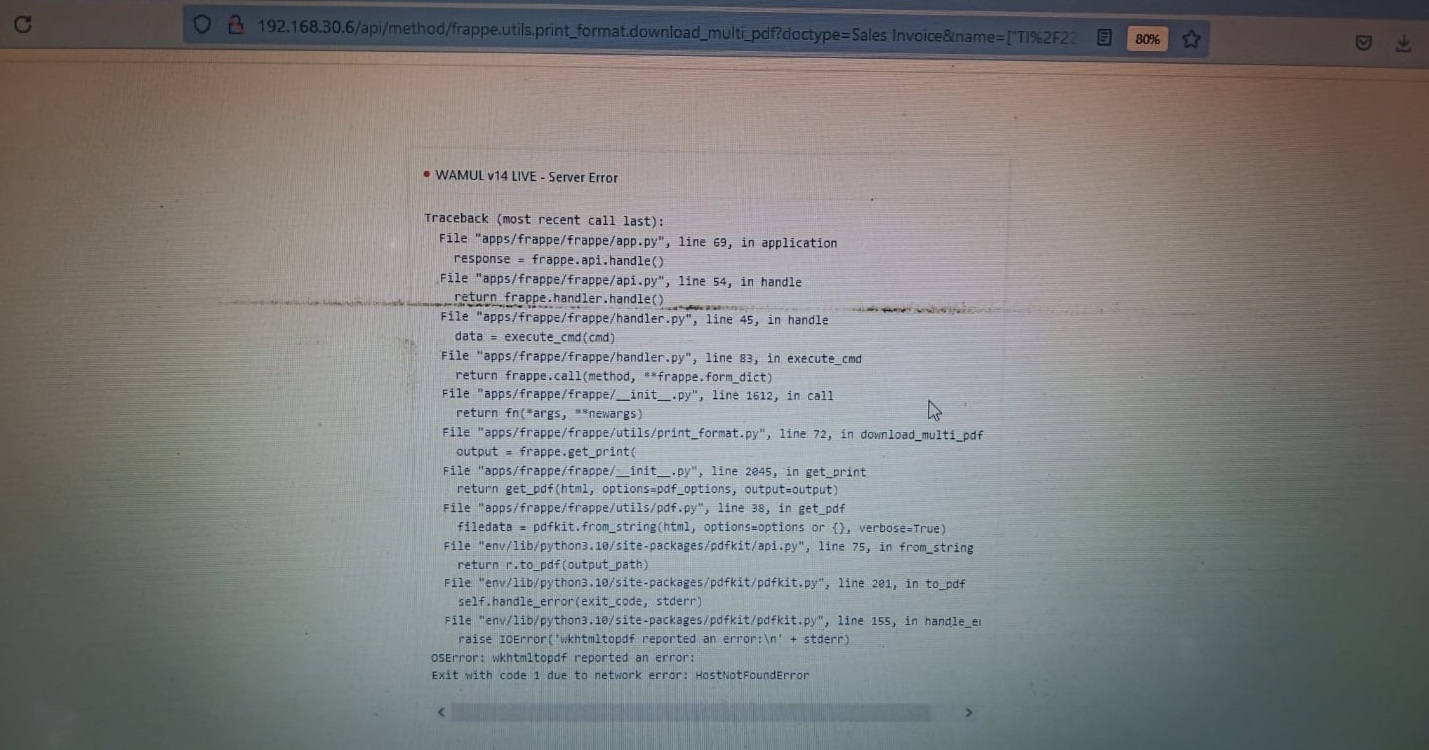 192.168.30.6/api/method/frappe.utils.print_format.download_multi_pdf?doctype=Sales Invoice&name=["TI%2F22
80%
WAMUL v14 LIVE - Server Error
Traceback (most recent call last):
File "apps/frappe/frappe/app.py", line 69, in application
response = frappe.api.handle()
File "apps/frappe/frappe/api.py", line 54, in handle
return frappe.handler.handle()
File "apps/frappe/frappe/handler.py", line 45, in handle
data = execute_cmd(cmd)
File "apps/frappe/frappe/handler.py", line 83, in execute_cmd
return frappe.call(method, **frappe.form_dict)
File "apps/frappe/frappe/__init__.py", line 1612, in call
return fn(*args, **newargs)
File "apps/frappe/frappe/utils/print_format.py", line 72, in download_multi_pdf
output = frappe.get_print(
File "apps/frappe/frappe/__init__.py", line 2045, in get_print
return get_pdf(html, options=pdf_options, output=output)
File "apps/frappe/frappe/utils/pdf.py", line 38, in get_pdf
filedata = pdfkit.from_string(html, options=options or {}, verbose=True)
File "env/lib/python3.10/site-packages/pdfkit/api.py", line 75, in from_string
return r.to_pdf(output_path)
File "env/lib/python3.10/site-packages/pdfkit/pdfkit.py", line 201, in to_pdf
self.handle_error(exit_code, stderr)
File "env/lib/python3.10/site-packages/pdfkit/pdfkit.py", line 155, in handle_e
raise IOError('wkhtmltopdf reported an error:\n' + stderr)
OSError: wkhtmltopdf reported an error:
Exit with code 1 due to network error: HostNotFoundError